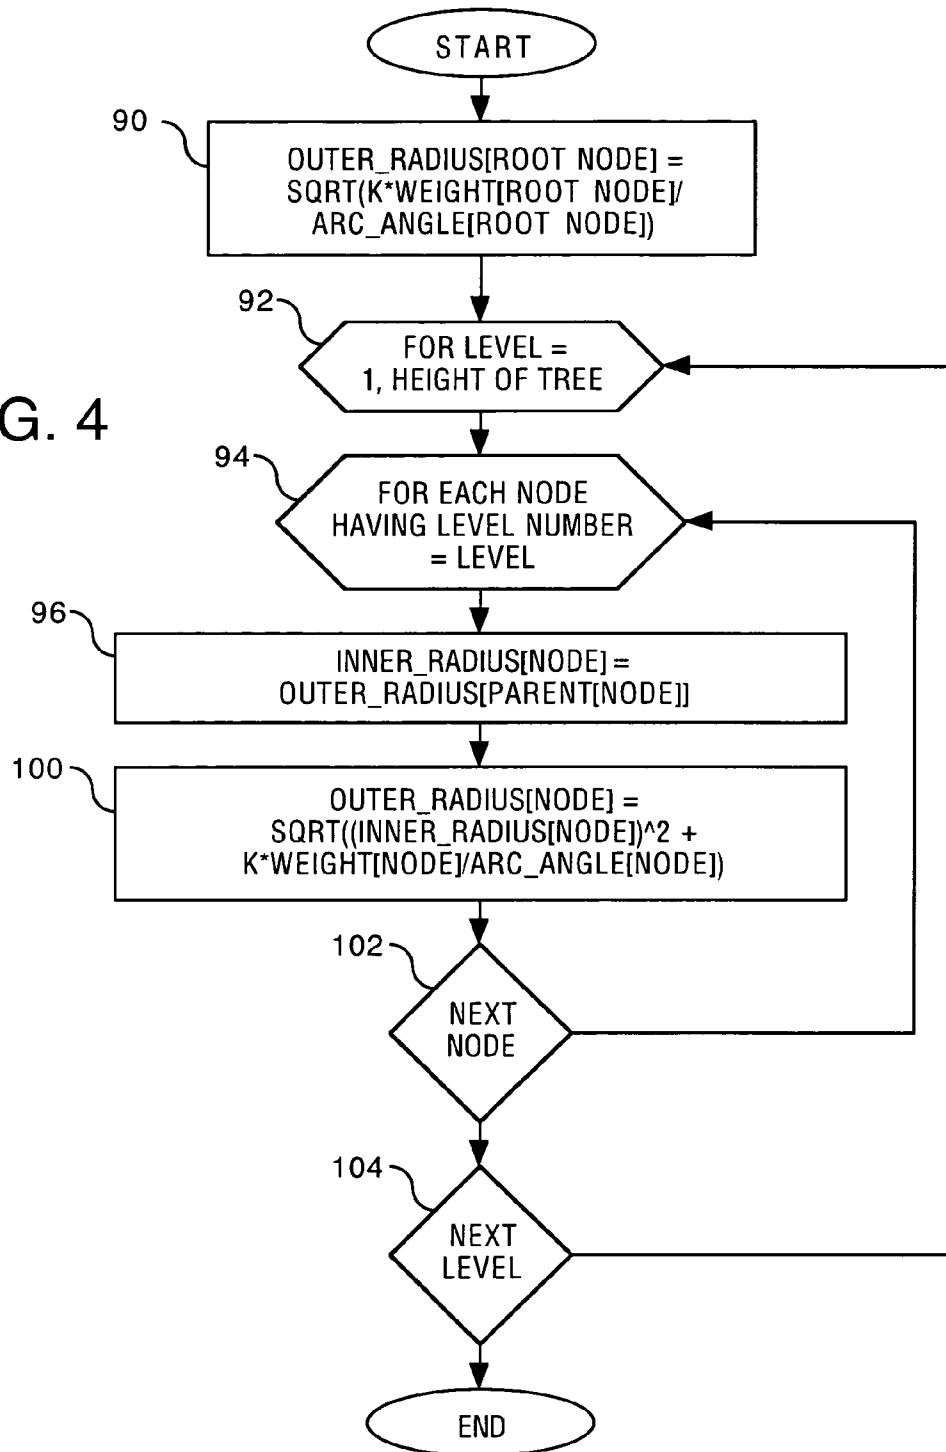 START
90
OUTER_RADIUS[ROOT NODE] =
SQRT(K*WEIGHT[ROOT NODE]/
ARC_ANGLE[ROOT NODE])
92
FOR LEVEL =
1, HEIGHT OF TREE
G. 4
94
FOR EACH NODE
HAVING LEVEL NUMBER
= LEVEL
96
INNER_RADIUS[NODE] =
OUTER_RADIUS[PARENT[NODE]]
100
OUTER_RADIUS[NODE] =
SQRT((INNER_RADIUS[NODE])^2 +
K*WEIGHT[NODE]/ARC_ANGLE[NODE])
102
NEXT
NODE
104
NEXT
LEVEL
END